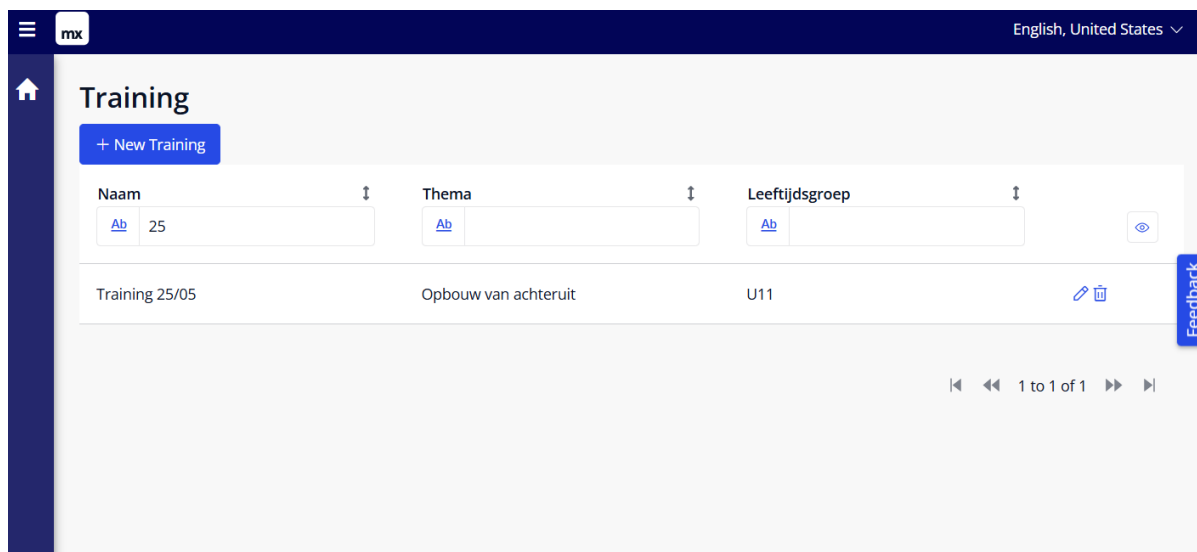 mx
English, United States
Training
+ New Training
Naam Thema Leeftijdsgroep
Ab 25 Ab Ab
Training 25/05 Opbouw van achteruit U11
Feedback
1 to 1 of 1